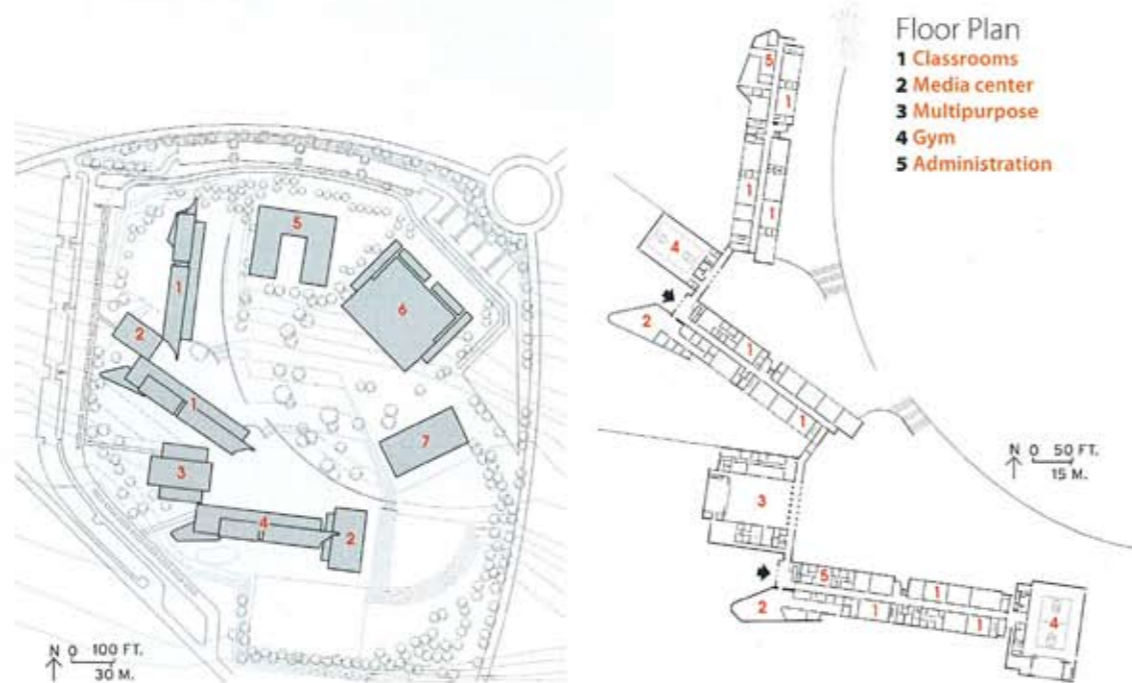 5
1
6
2
1
7
3
4
2
N 0 100 FT.
30 M.
Floor Plan
1 Classrooms
2 Media center
3 Multipurpose
4 Gym
5 Administration
5
1
1
1
4
2
1
1
N 0 50 FT.
15 M.
3
5
1
2
1
1
4